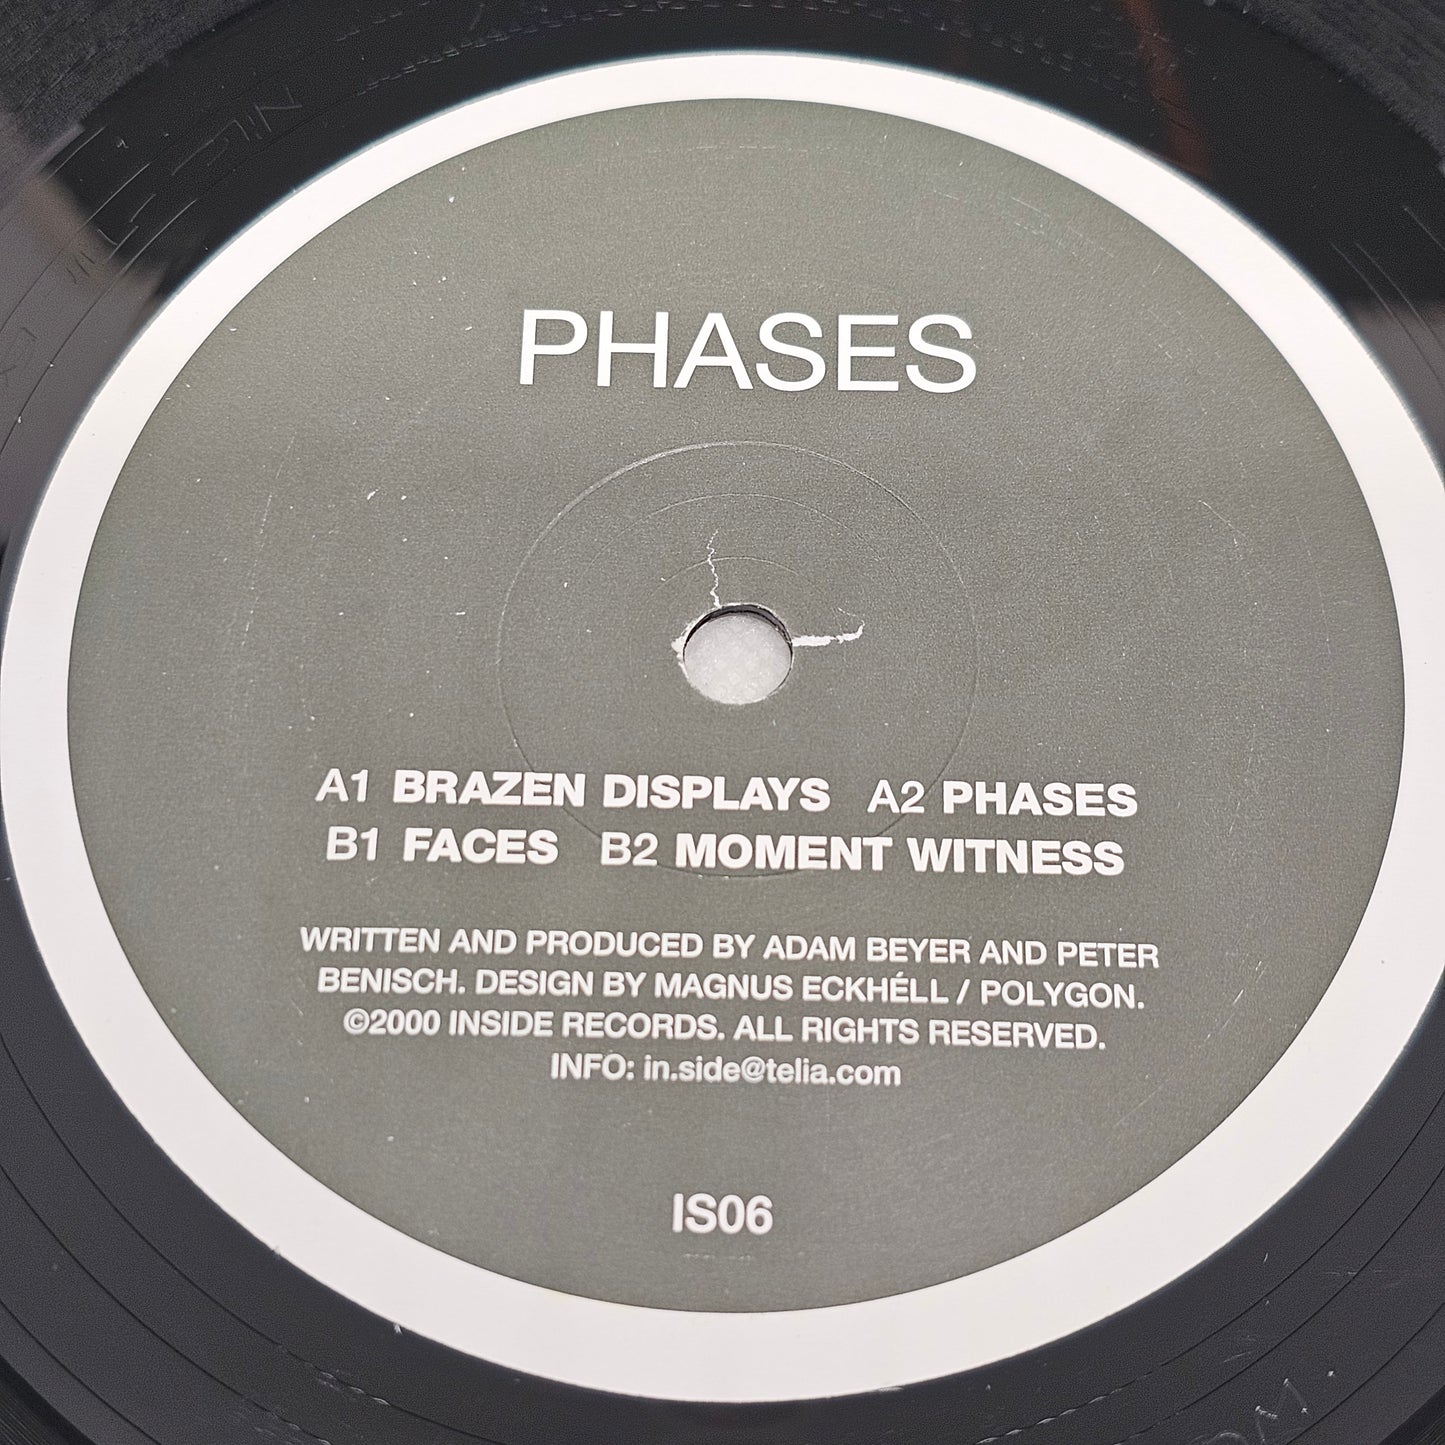 PHASES
A1 BRAZEN DISPLAYS A2 PHASES
B1 FACES B2 MOMENT WITNESS
WRITTEN AND PRODUCED BY ADAM BEYER AND PETER
BENISCH. DESIGN BY MAGNUS ECKHÉLL / POLYGON.
©2000 INSIDE RECORDS. ALL RIGHTS RESERVED.
INFO: in.side@telia.com
IS06